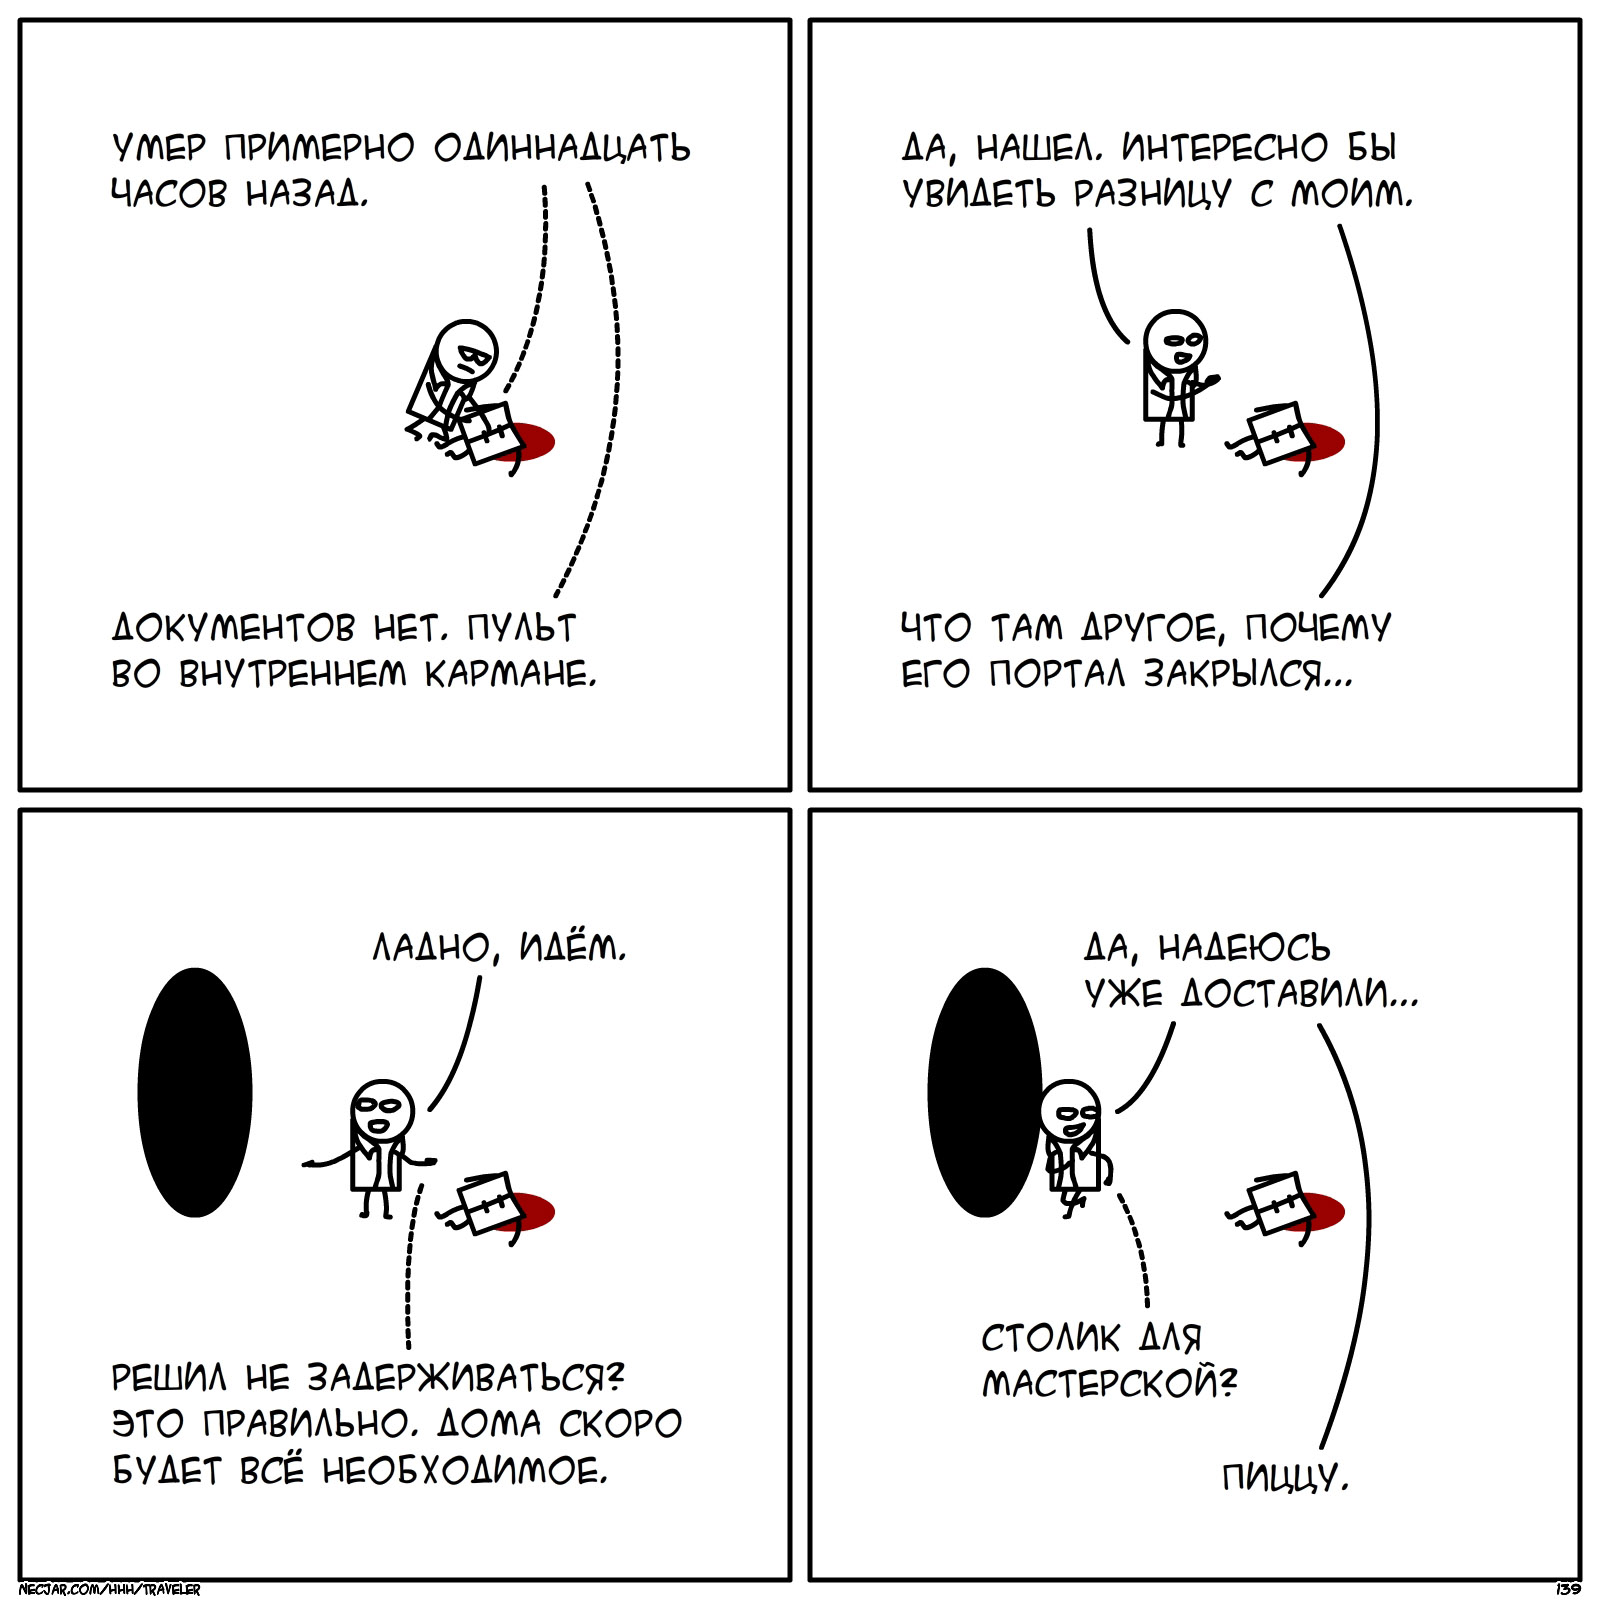 УМЕР ПРИМЕРНО ОДИННАДЦАТЬ
ЧАСОВ НАЗАД.
ДОКУМЕНТОВ НЕТ. ПУЛЬТ
ВО ВНУТРЕННЕМ КАРМАНЕ.
ДА, НАШЕЛ. ИНТЕРЕСНО БЫ
УВИДЕТЬ РАЗНИЦУ С МОИМ.
ЧТО ТАМ ДРУГОЕ, ПОЧЕМУ
ЕГО ПОРТАЛ ЗАКРЫЛСЯ...
ЛАДНО, ИДЁМ.
РЕШИЛ НЕ ЗАДЕРЖИВАТЬСЯ?
ЭТО ПРАВИЛЬНО. ДОМА СКОРО
БУДЕТ ВСЁ НЕОБХОДИМОЕ.
ДА, НАДЕЮСЬ
УЖЕ ДОСТАВИЛИ...
СТОЛИК ДЛЯ
МАСТЕРСКОЙ?
ПИЦЦУ.
NECJAR.COM/HHH/TRAVELER
139